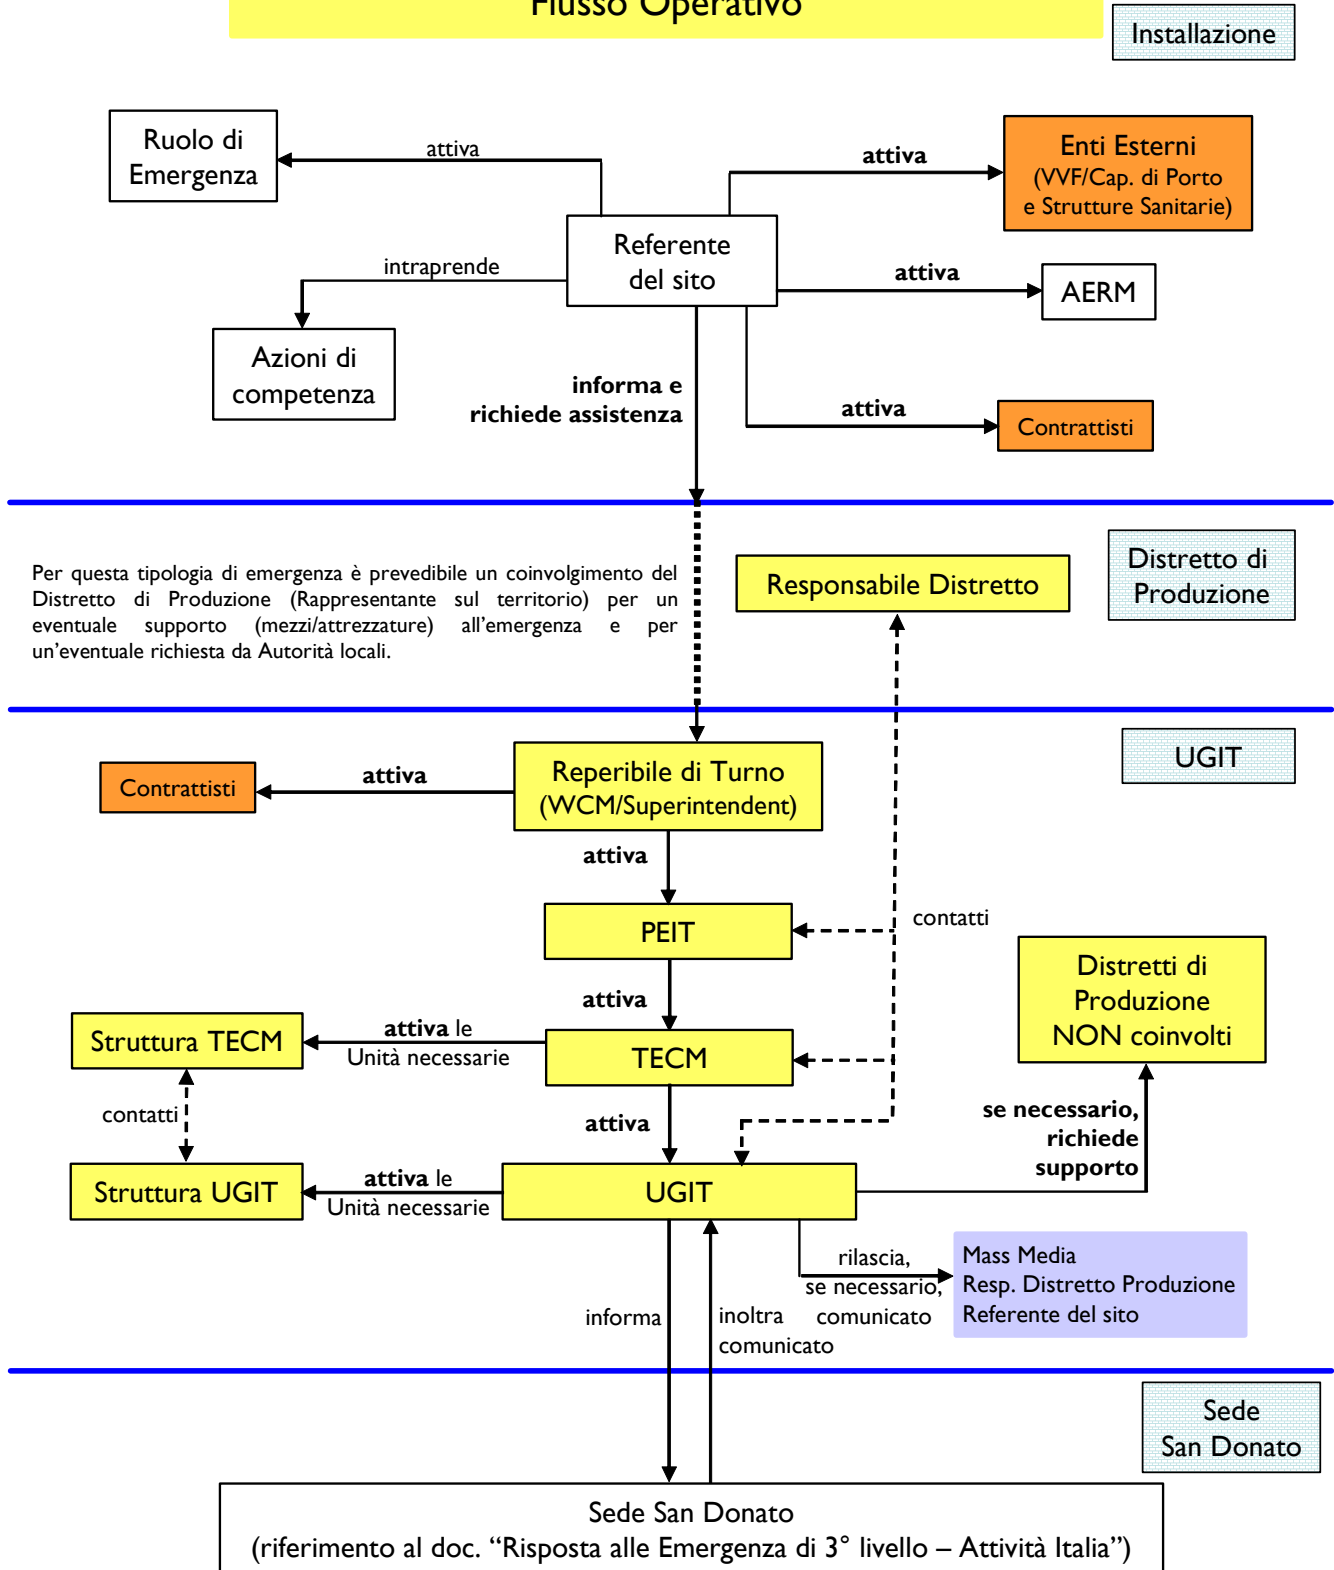 Flusso Operativo
Installazione
Ruolo di
Emergenza
attiva
attiva
Enti Esterni
(VVF/Cap. di Porto
e Strutture Sanitarie)
Referente
del sito
intraprende
attiva
AERM
Azioni di
competenza
informa e
richiede assistenza
attiva
Contrattisti
Per questa tipologia di emergenza è prevedibile un coinvolgimento del
Distretto di Produzione (Rappresentante sul territorio) per un
eventuale supporto (mezzi/attrezzature) all’emergenza e per
un’eventuale richiesta da Autorità locali.
Responsabile Distretto
Distretto di
Produzione
UGIT
Contrattisti
attiva
Reperibile di Turno
(WCM/Superintendent)
attiva
PEIT
contatti
Distretti di
Produzione
NON coinvolti
attiva
Struttura TECM
attiva le
Unità necessarie
TECM
contatti
attiva
se necessario,
richiede
supporto
Struttura UGIT
attiva le
Unità necessarie
UGIT
rilascia,
se necessario,
comunicato
Mass Media
Resp. Distretto Produzione
Referente del sito
informa
inoltra
comunicato
Sede
San Donato
Sede San Donato
(riferimento al doc. “Risposta alle Emergenza di 3° livello – Attività Italia”)